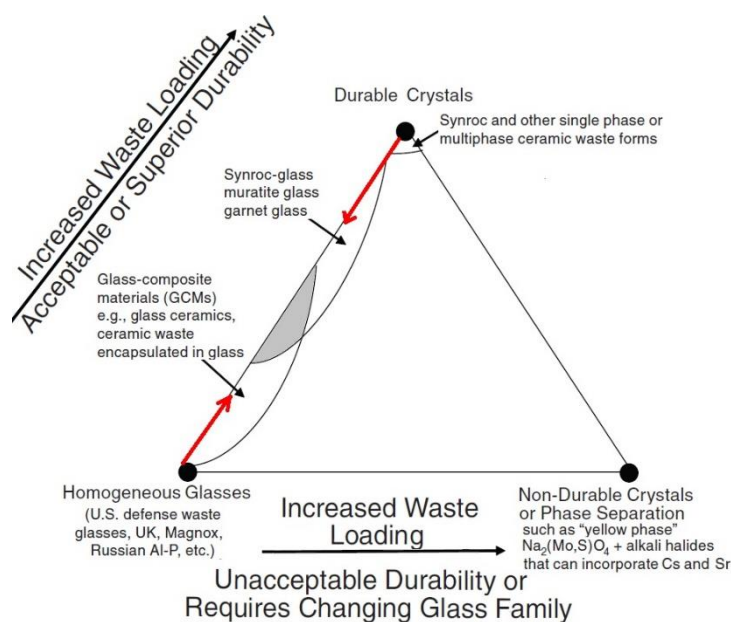 Increased Waste Loading
Acceptable or Superior Durability
Durable Crystals
Synroc and other single phase or
multiphase ceramic waste forms
Synroc-glass
muratite glass
garnet glass
Glass-composite
materials (GCMs)
e.g., glass ceramics,
ceramic waste
encapsulated in glass
Homogeneous Glasses
(U.S. defense waste
glasses, UK, Magnox,
Russian Al-P, etc.)
Increased Waste
Loading
Unacceptable Durability or
Requires Changing Glass Family
Non-Durable Crystals
or Phase Separation
such as “yellow phase”
Na₂(Mo,S)O₄ + alkali halides
that can incorporate Cs and Sr